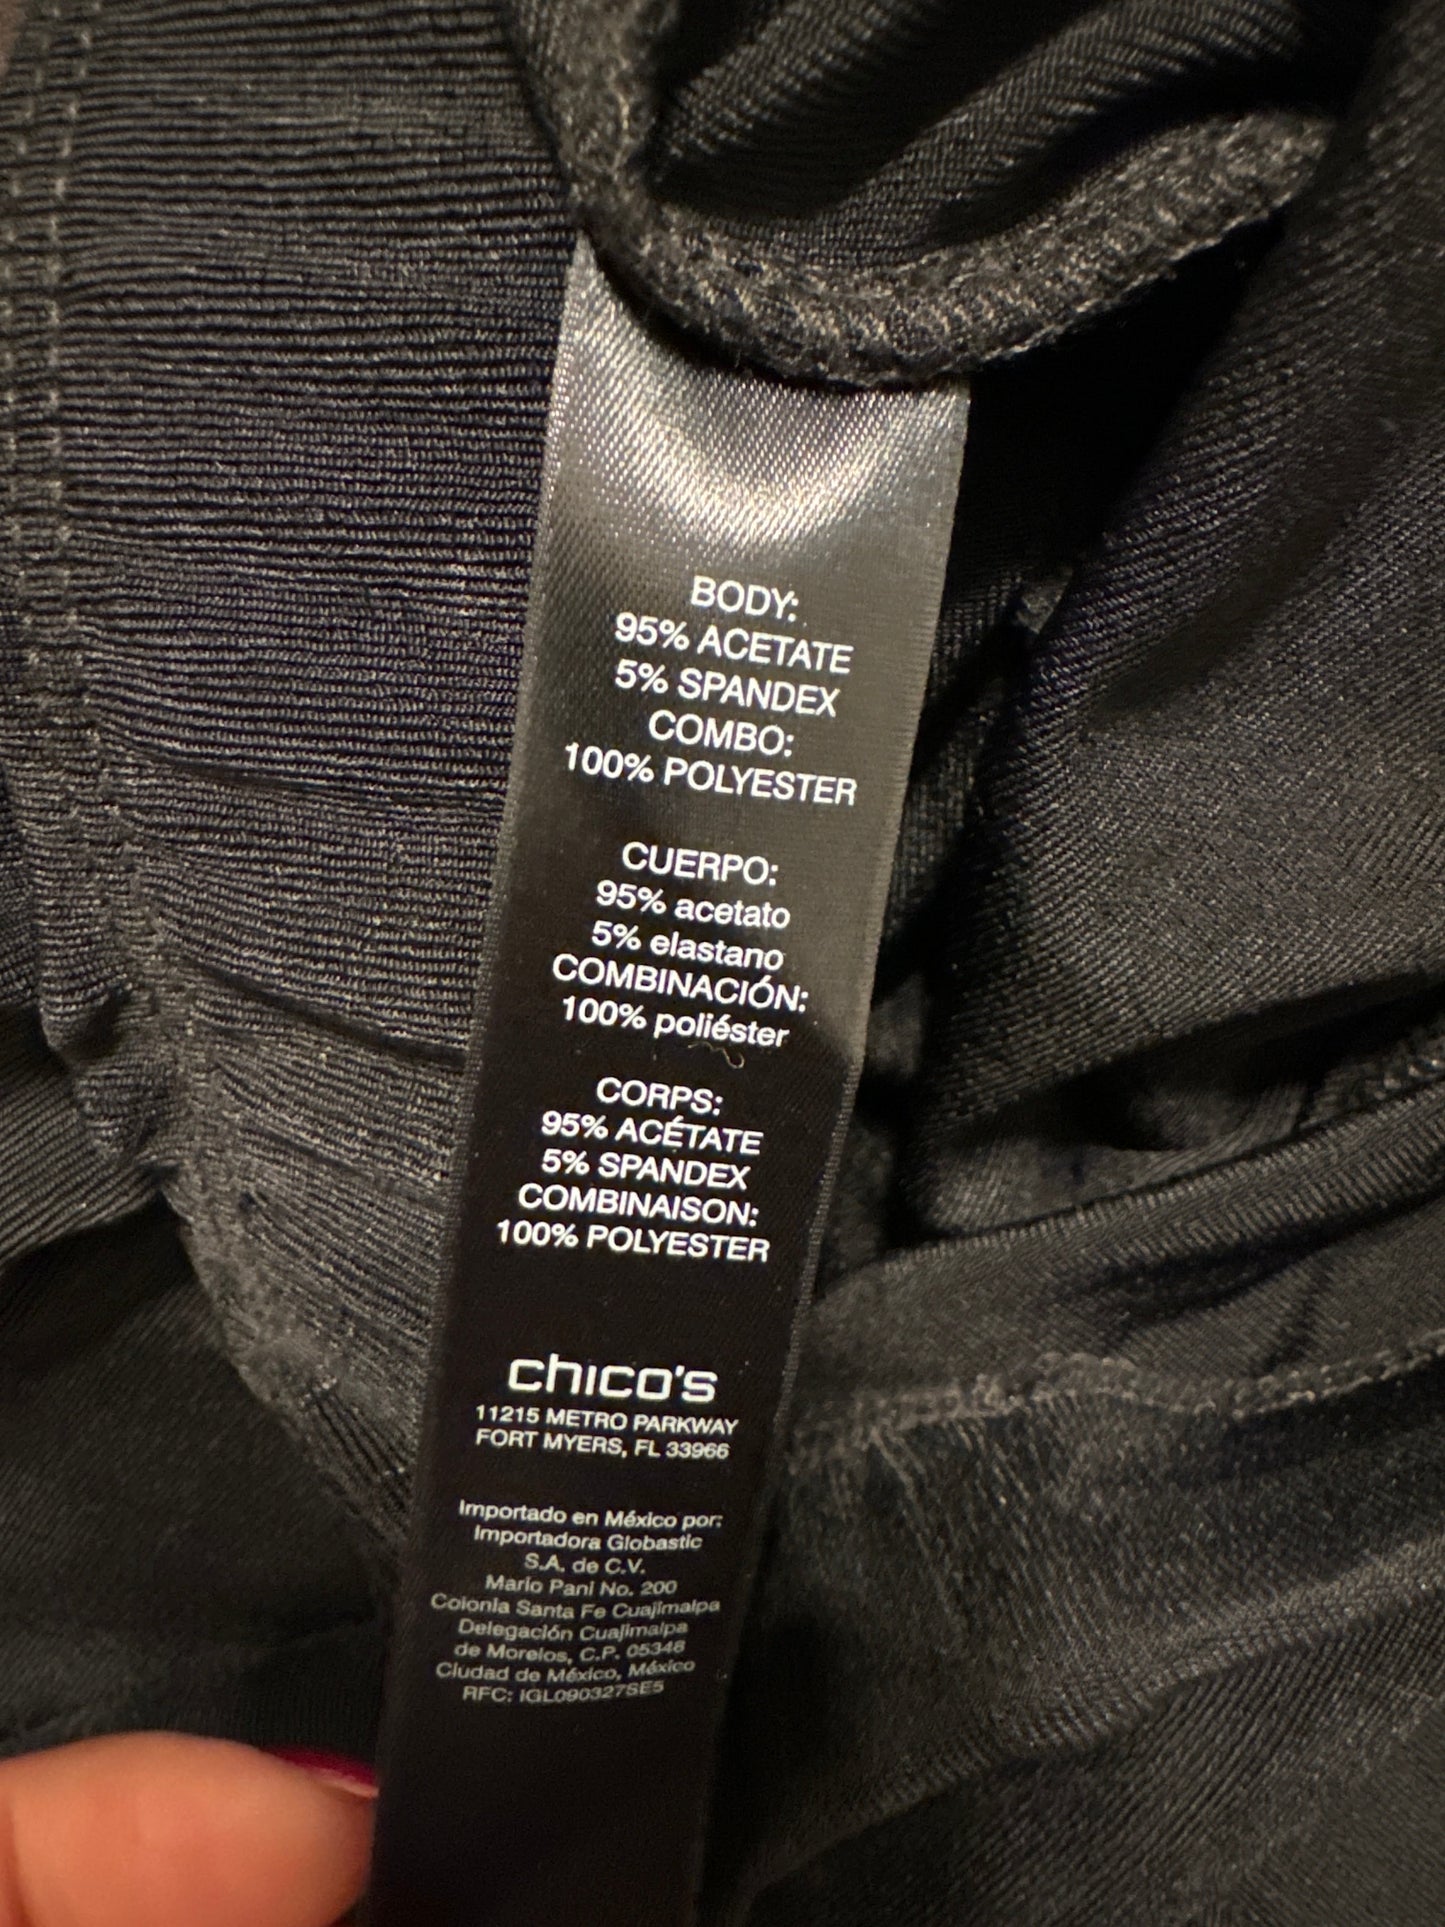 BODY:
95% ACETATE
5% SPANDEX
COMBO:
100% POLYESTER
CUERPO:
95% acetato
5% elastano
COMBINACIÓN:
100% poliéster
CORPS:
95% ACÉTATE
5% SPANDEX
COMBINAISON:
100% POLYESTER
chico's
11215 METRO PARKWAY
FORT MYERS, FL 33966
Importado en México por:
Importadora Globastic
S.A. de C.V.
Mario Pani No. 200
Colonia Santa Fe Cuajimalpa
Delegación Cuajimalpa
de Morelos, C.P. 05348
Ciudad de México, México
RFC: IGL090327SE5